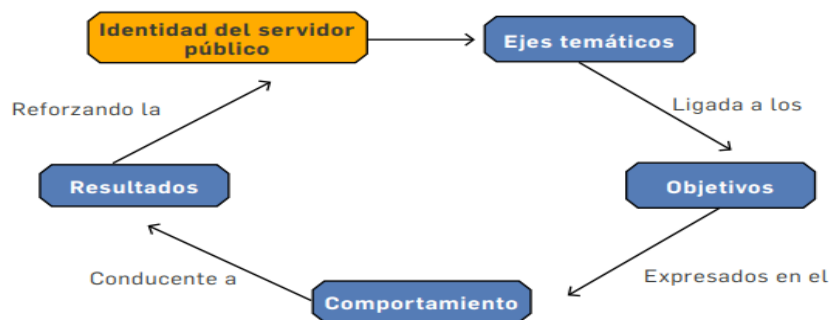 Identidad del servidor
público
Ejes temáticos
Ligada a los
Reforzando la
Resultados
Objetivos
Conducente a
Expresados en el
Comportamiento